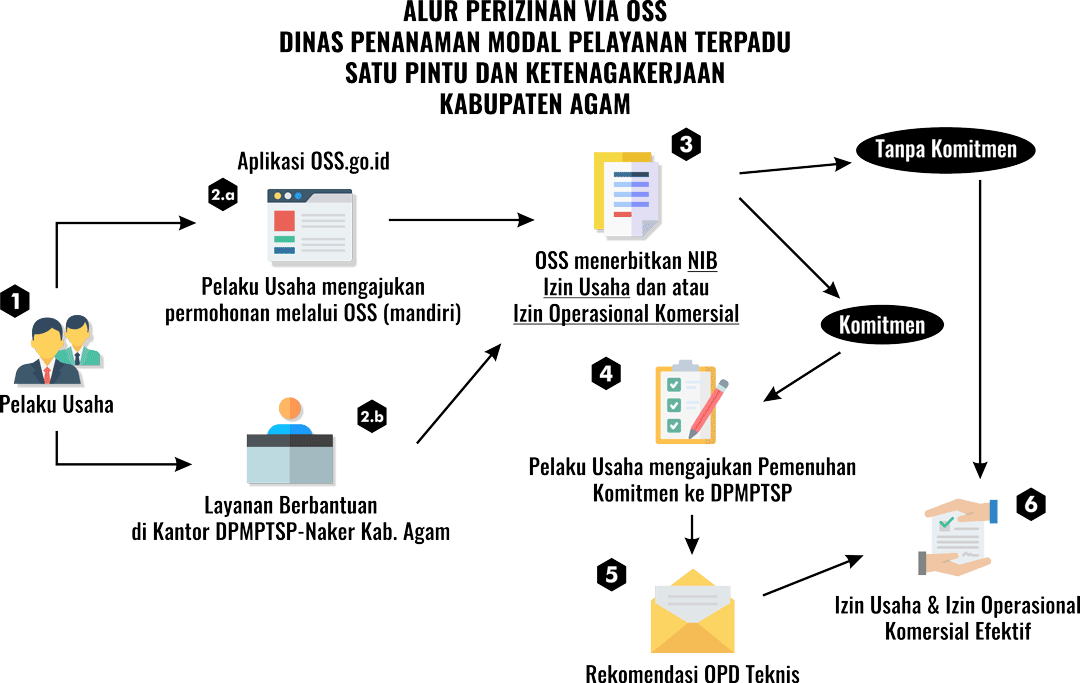 ALUR PERIZINAN VIA OSS
DINAS PENANAMAN MODAL PELAYANAN TERPADU
SATU PINTU DAN KETENAGAKERJAAN
KABUPATEN AGAM
1
Pelaku Usaha
Aplikasi OSS.go.id
2.a
Pelaku Usaha mengajukan
permohonan melalui OSS (mandiri)
2.b
Layanan Berbantuan
di Kantor DPMPTSP-Naker Kab. Agam
3
OSS menerbitkan NIB
Izin Usaha dan atau
Izin Operasional Komersial
Tanpa Komitmen
Komitmen
4
Pelaku Usaha mengajukan Pemenuhan
Komitmen ke DPMPTSP
5
Rekomendasi OPD Teknis
6
Izin Usaha & Izin Operasional
Komersial Efektif